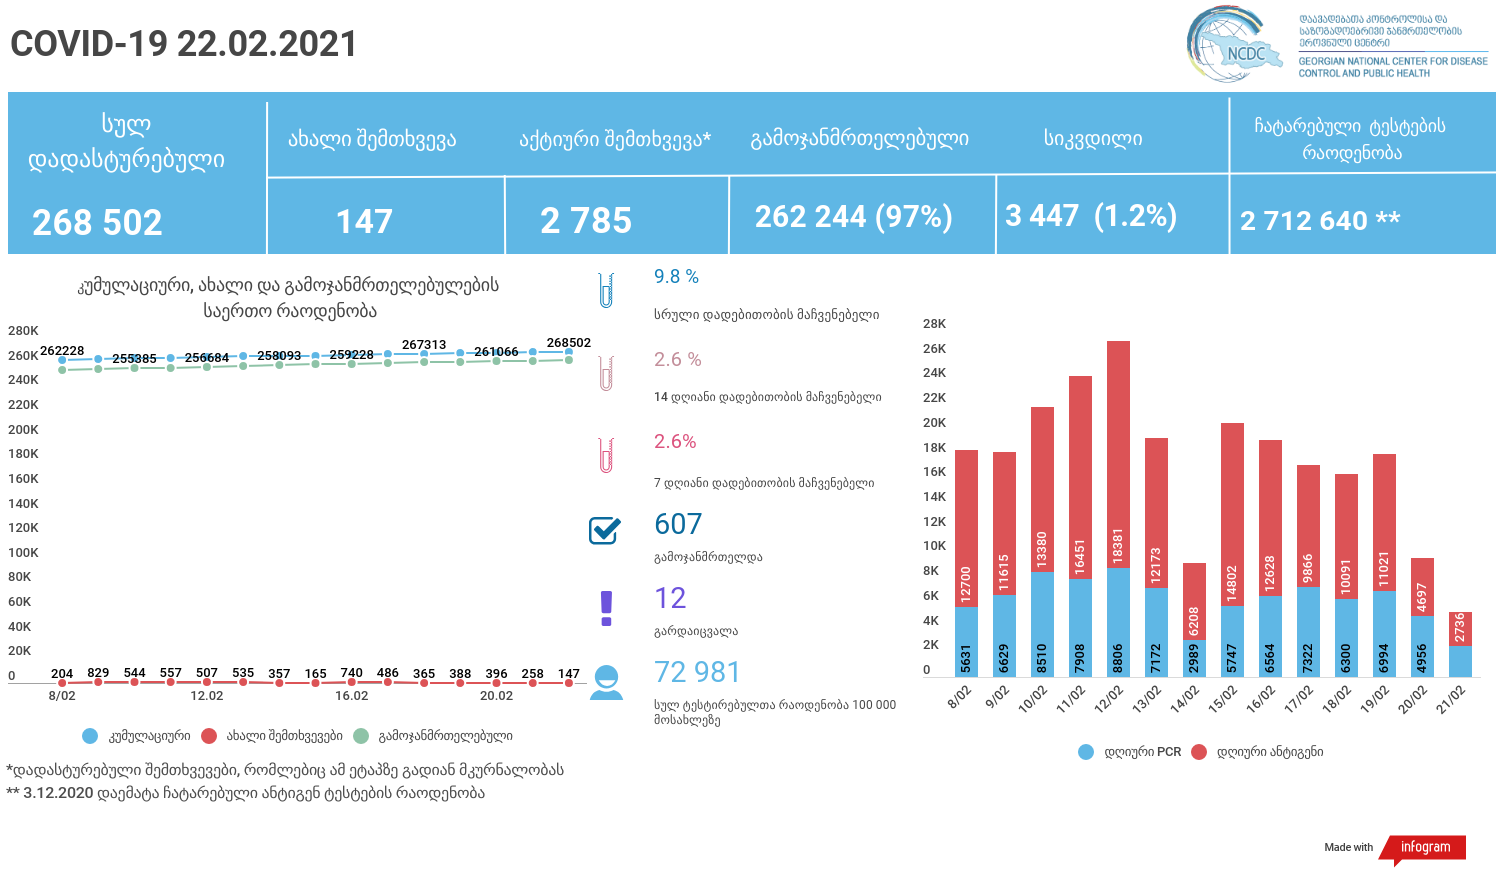 COVID-19 22.02.2021
NCDC
დაავადებათა კონტროლისა და
საზოგადოებრივი ჯანმრთელობის
ეროვნული ცენტრი
GEORGIAN NATIONAL CENTER FOR DISEASE
CONTROL AND PUBLIC HEALTH
სულ
დადასტურებული
268 502
ახალი შემთხვევა
147
აქტიური შემთხვევა*
2 785
გამოჯანმრთელებული
262 244 (97%)
სიკვდილი
3 447 (1.2%)
ჩატარებული ტესტების
რაოდენობა
2 712 640 **
კუმულაციური, ახალი და გამოჯანმრთელებულების
საერთო რაოდენობა
280K
260K
240K
220K
200K
180K
160K
140K
120K
100K
80K
60K
40K
20K
0
262228 255385 256684 258093 259228 267313 261066 268502
204 829 544 557 507 535 357 165 740 486 365 388 396 258 147
8/02 12.02 16.02 20.02
კუმულაციური ახალი შემთხვევები გამოჯანმრთელებული
*დადასტურებული შემთხვევები, რომლებიც ამ ეტაპზე გადიან მკურნალობას
** 3.12.2020 დაემატა ჩატარებული ანტიგენ ტესტების რაოდენობა
9.8 %
სრული დადებითობის მაჩვენებელი
2.6 %
14 დღიანი დადებითობის მაჩვენებელი
2.6%
7 დღიანი დადებითობის მაჩვენებელი
607
გამოჯანმრთელდა
12
გარდაიცვალა
72 981
სულ ტესტირებულთა რაოდენობა 100 000
მოსახლეზე
28K
26K
24K
22K
20K
18K
16K
14K
12K
10K
8K
6K
4K
2K
0
12700 11615 13380 16451 18381 12173 6208 14802 12628 9866 10091 11021 4697 2736
5631 6629 8510 7908 8806 7172 2989 5747 6564 7322 6300 6994 4956
8/02 9/02 10/02 11/02 12/02 13/02 14/02 15/02 16/02 17/02 18/02 19/02 20/02 21/02
დღიური PCR დღიური ანტიგენი
Made with infogram